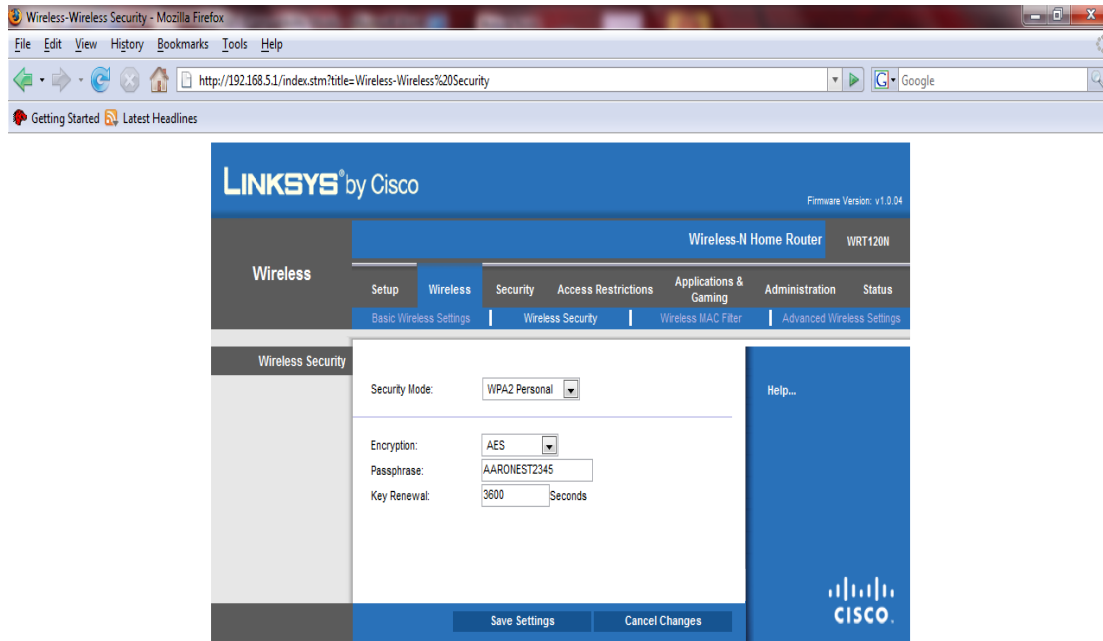 Wireless-Wireless Security - Mozilla Firefox
File Edit View History Bookmarks Tools Help
http://192.168.5.1/index.stm?title=Wireless-Wireless%20Security
G Google
Getting Started Latest Headlines
LINKSYS® by Cisco
Firmware Version: v1.0.04
Wireless-N Home Router WRT120N
Wireless
Setup Wireless Security Access Restrictions Applications & Gaming Administration Status
Basic Wireless Settings Wireless Security Wireless MAC Filter Advanced Wireless Settings
Wireless Security
Security Mode: WPA2 Personal
Help...
Encryption: AES
Passphrase: AARONEST2345
Key Renewal: 3600 Seconds
CISCO.
Save Settings Cancel Changes